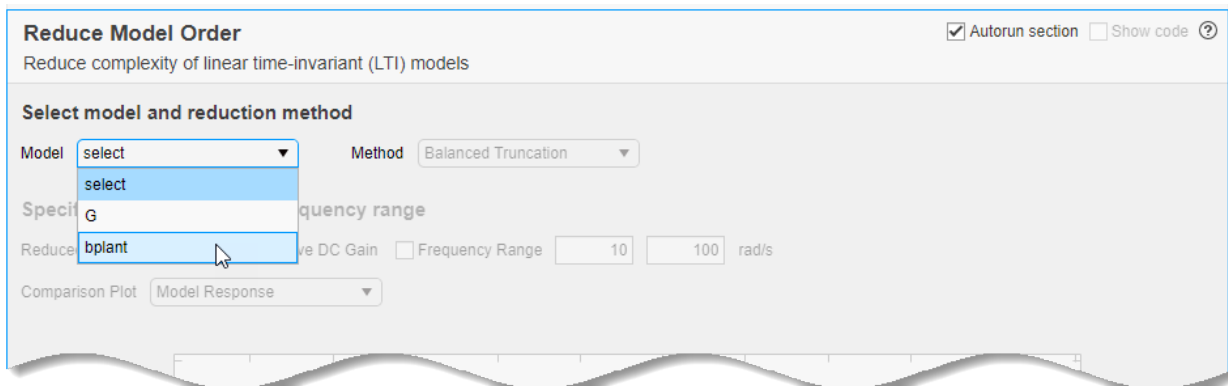 Reduce Model Order
Autorun section Show code ?
Reduce complexity of linear time-invariant (LTI) models
Select model and reduction method
Model select Method Balanced Truncation
select
Specif quency range
G
Reduce bplant ve DC Gain Frequency Range 10 100 rad/s
Comparison Plot Model Response